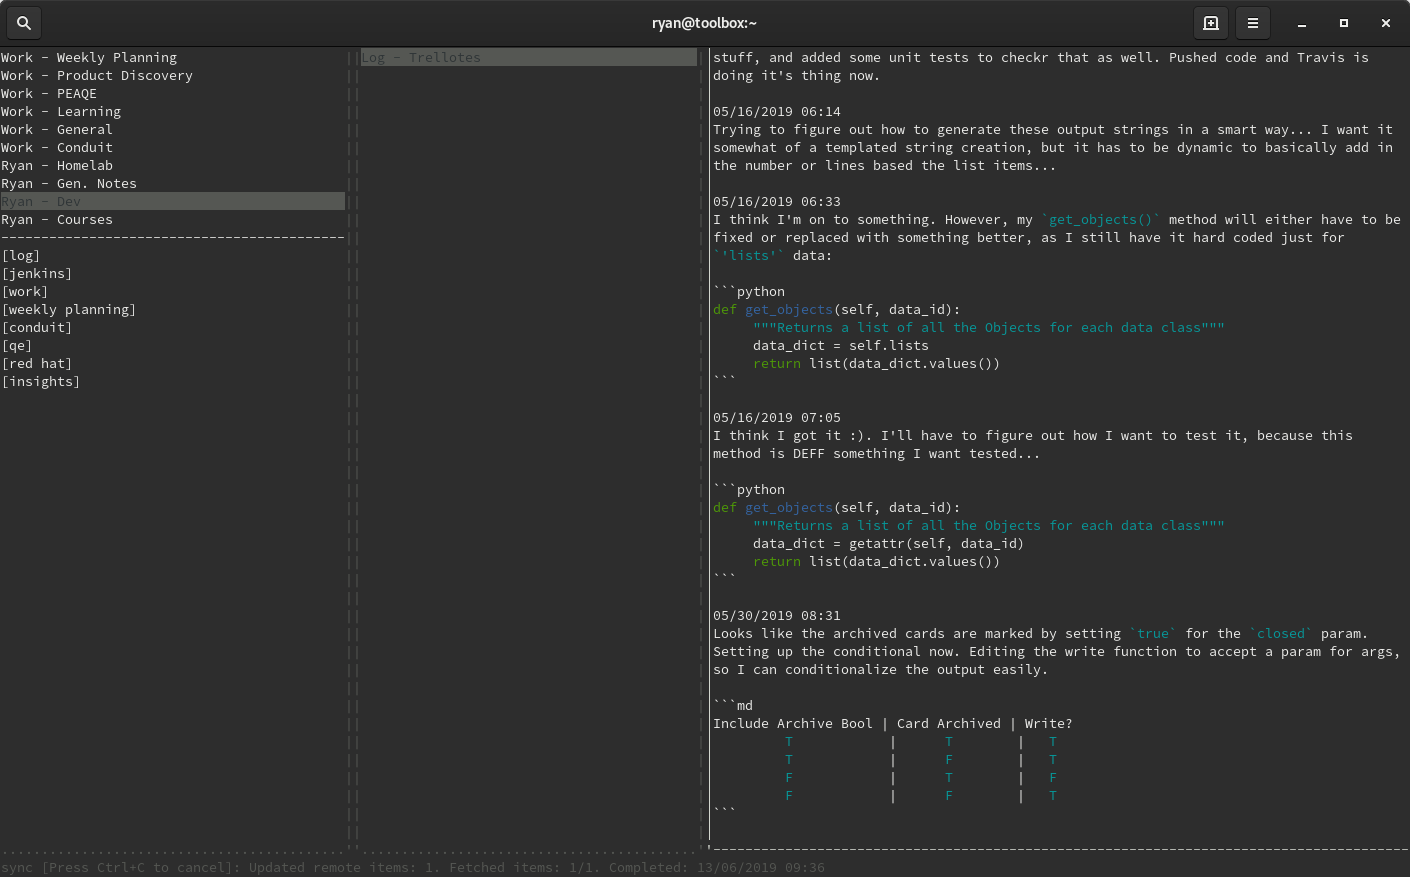 ryan@toolbox:~
Work - Weekly Planning
Work - Product Discovery
Work - PEAQE
Work - Learning
Work - General
Work - Conduit
Ryan - Homelab
Ryan - Gen. Notes
Ryan - Dev
Ryan - Courses
-------------------------------------------
[log]
[jenkins]
[work]
[weekly planning]
[conduit]
[qe]
[red hat]
[insights]
Log - Trellotes
stuff, and added some unit tests to checkr that as well. Pushed code and Travis is
doing it's thing now.
05/16/2019 06:14
Trying to figure out how to generate these output strings in a smart way... I want it
somewhat of a templated string creation, but it has to be dynamic to basically add in
the number or lines based the list items...
05/16/2019 06:33
I think I'm on to something. However, my `get_objects()` method will either have to be
fixed or replaced with something better, as I still have it hard coded just for
`'lists'` data:
```python
def get_objects(self, data_id):
     """Returns a list of all the Objects for each data class"""
     data_dict = self.lists
     return list(data_dict.values())
```
05/16/2019 07:05
I think I got it :). I'll have to figure out how I want to test it, because this
method is DEFF something I want tested...
```python
def get_objects(self, data_id):
     """Returns a list of all the Objects for each data class"""
     data_dict = getattr(self, data_id)
     return list(data_dict.values())
```
05/30/2019 08:31
Looks like the archived cards are marked by setting `true` for the `closed` param.
Setting up the conditional now. Editing the write function to accept a param for args,
so I can conditionalize the output easily.
```md
Include Archive Bool | Card Archived | Write?
         T            |      T        |   T
         T            |      F        |   T
         F            |      T        |   F
         F            |      F        |   T
```
sync [Press Ctrl+C to cancel]: Updated remote items: 1. Fetched items: 1/1. Completed: 13/06/2019 09:36